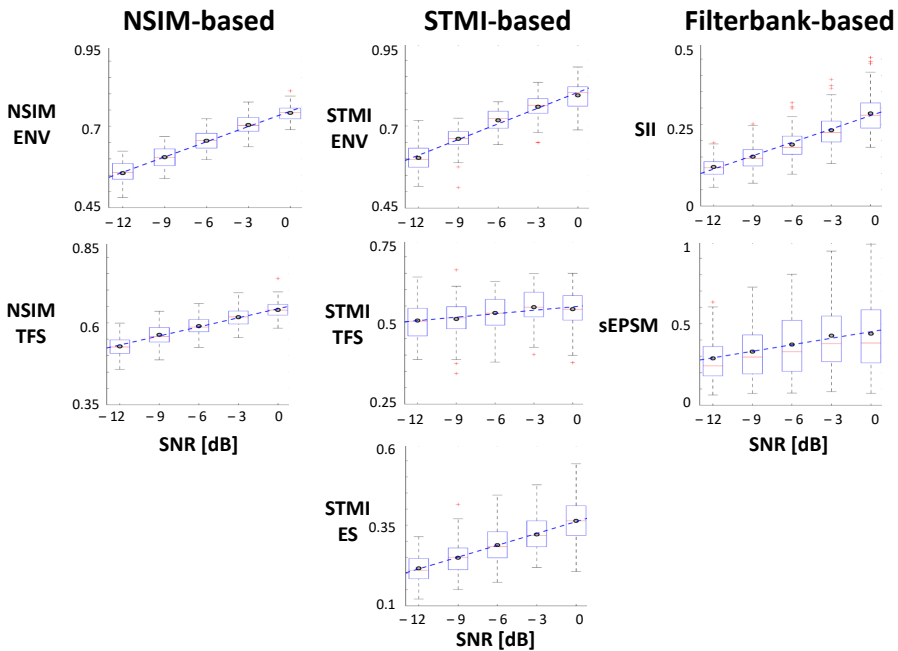 NSIM-based STMI-based Filterbank-based
NSIM
ENV
0.95
0.7
0.45
− 12 − 9 − 6 − 3 0
STMI
ENV
0.95
0.7
0.45
− 12 − 9 − 6 − 3 0
SII
0.5
0.25
0
− 12 − 9 − 6 − 3 0
NSIM
TFS
0.85
0.6
0.35
− 12 − 9 − 6 − 3 0
SNR [dB]
STMI
TFS
0.75
0.5
0.25
− 12 − 9 − 6 − 3 0
sEPSM
1
0.5
0
− 12 − 9 − 6 − 3 0
SNR [dB]
STMI
ES
0.6
0.35
0.1
− 12 − 9 − 6 − 3 0
SNR [dB]